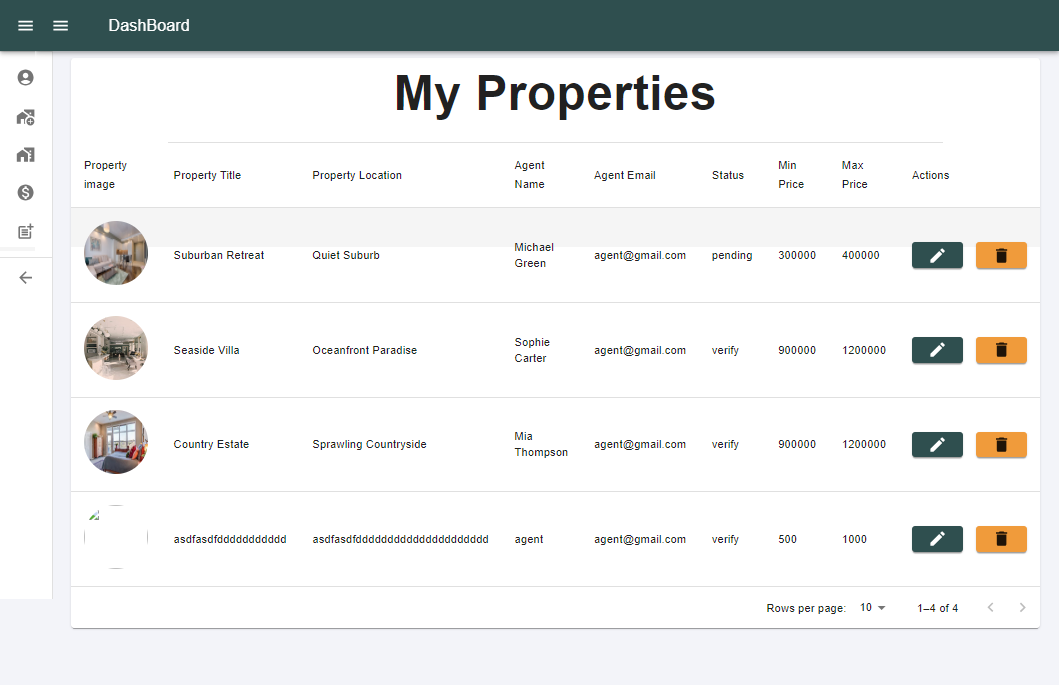 DashBoard
My Properties
Property image Property Title Property Location Agent Name Agent Email Status Min Price Max Price Actions
Suburban Retreat Quiet Suburb Michael Green agent@gmail.com pending 300000 400000
Seaside Villa Oceanfront Paradise Sophie Carter agent@gmail.com verify 900000 1200000
Country Estate Sprawling Countryside Mia Thompson agent@gmail.com verify 900000 1200000
asdfasdfddddddddddd asdfasdfddddddddddddddddddddd agent agent@gmail.com verify 500 1000
Rows per page: 10 1–4 of 4